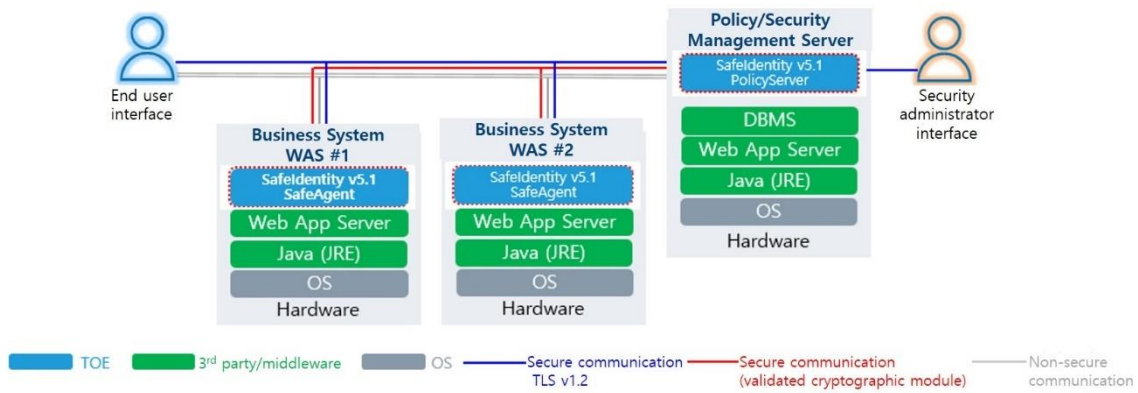 Policy/Security
Management Server
SafeIdentity v5.1
PolicyServer
End user
interface
Security
administrator
interface
DBMS
Web App Server
Java (JRE)
OS
Hardware
Business System
WAS #1
SafeIdentity v5.1
SafeAgent
Web App Server
Java (JRE)
OS
Hardware
Business System
WAS #2
SafeIdentity v5.1
SafeAgent
Web App Server
Java (JRE)
OS
Hardware
TOE
3rd party/middleware
OS
Secure communication
TLS v1.2
Secure communication
(validated cryptographic module)
Non-secure
communication